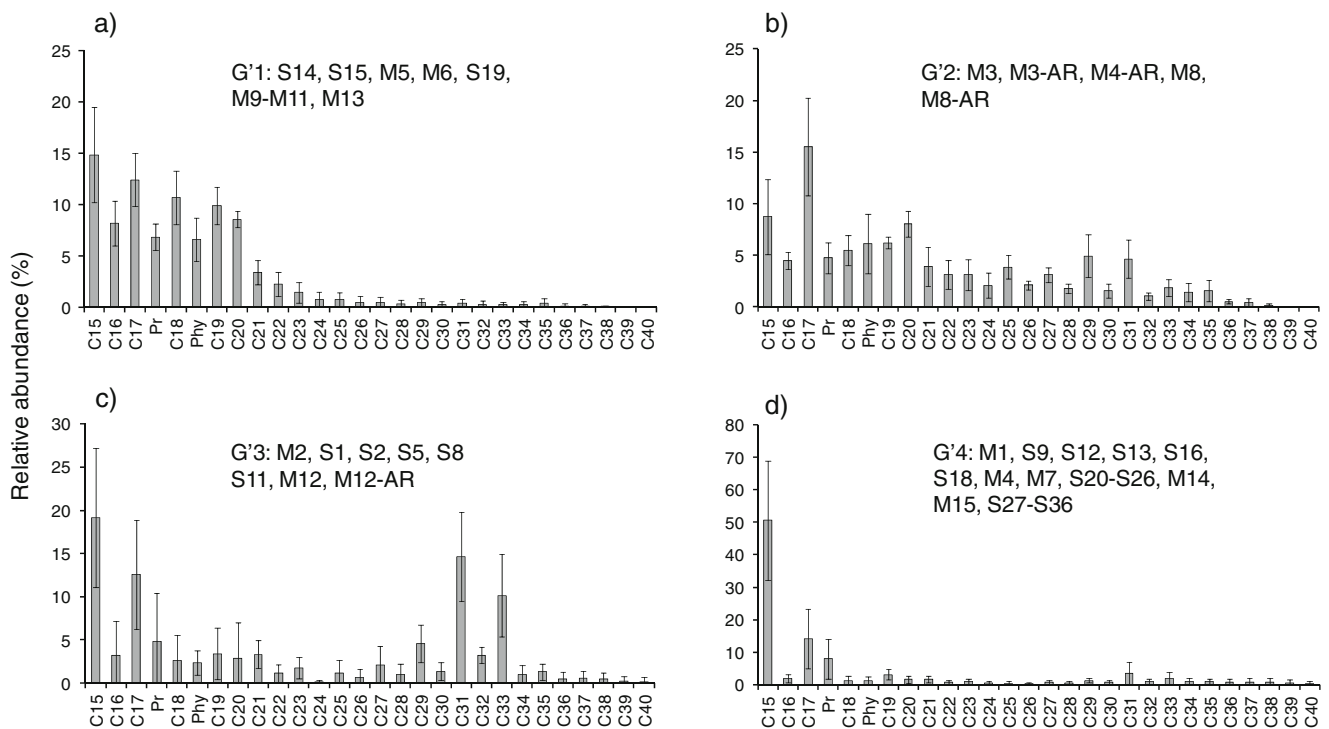 a)
25
20
15
10
5
0
G'1: S14, S15, M5, M6, S19,
M9-M11, M13
C15 C16 C17 Pr C18 Phy C19 C20 C21 C22 C23 C24 C25 C26 C27 C28 C29 C30 C31 C32 C33 C34 C35 C36 C37 C38 C39 C40
b)
25
20
15
10
5
0
G'2: M3, M3-AR, M4-AR, M8,
M8-AR
C15 C16 C17 Pr C18 Phy C19 C20 C21 C22 C23 C24 C25 C26 C27 C28 C29 C30 C31 C32 C33 C34 C35 C36 C37 C38 C39 C40
Relative abundance (%)
c)
30
25
20
15
10
5
0
G'3: M2, S1, S2, S5, S8
S11, M12, M12-AR
C15 C16 C17 Pr C18 Phy C19 C20 C21 C22 C23 C24 C25 C26 C27 C28 C29 C30 C31 C32 C33 C34 C35 C36 C37 C38 C39 C40
d)
80
70
60
50
40
30
20
10
0
G'4: M1, S9, S12, S13, S16,
S18, M4, M7, S20-S26, M14,
M15, S27-S36
C15 C16 C17 Pr C18 Phy C19 C20 C21 C22 C23 C24 C25 C26 C27 C28 C29 C30 C31 C32 C33 C34 C35 C36 C37 C38 C39 C40